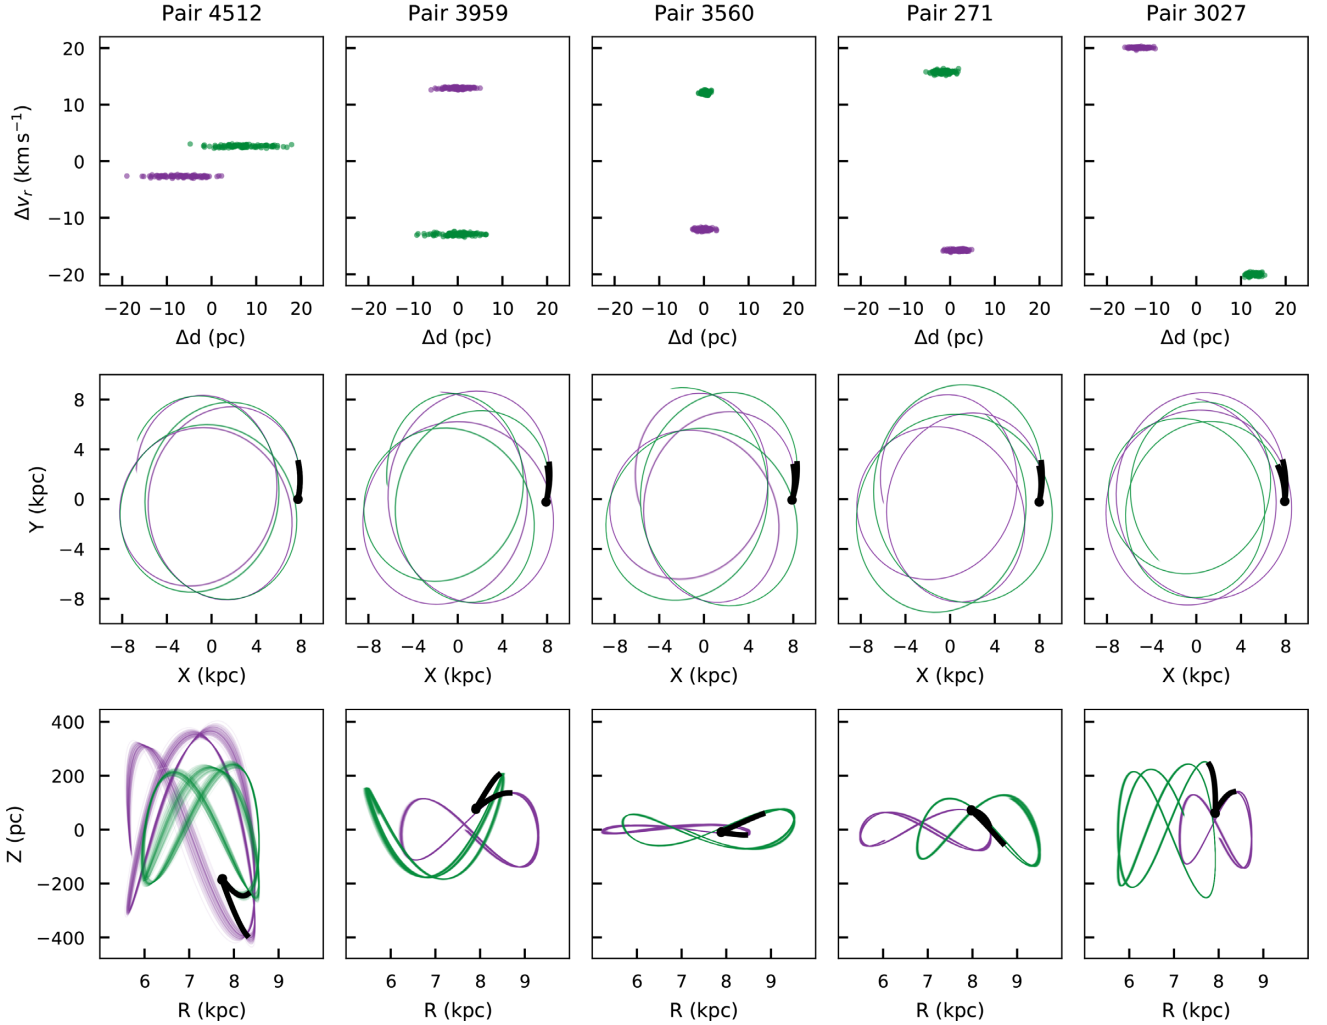 Pair 4512 Pair 3959 Pair 3560 Pair 271 Pair 3027
20
10
0
−10
−20
Δvᵣ (km s⁻¹)
−20 −10 0 10 20 −20 −10 0 10 20 −20 −10 0 10 20 −20 −10 0 10 20 −20 −10 0 10 20
Δd (pc) Δd (pc) Δd (pc) Δd (pc) Δd (pc)
8
4
0
−4
−8
Y (kpc)
−8 −4 0 4 8 −8 −4 0 4 8 −8 −4 0 4 8 −8 −4 0 4 8 −8 −4 0 4 8
X (kpc) X (kpc) X (kpc) X (kpc) X (kpc)
400
200
0
−200
−400
Z (pc)
6 7 8 9 6 7 8 9 6 7 8 9 6 7 8 9 6 7 8 9
R (kpc) R (kpc) R (kpc) R (kpc) R (kpc)